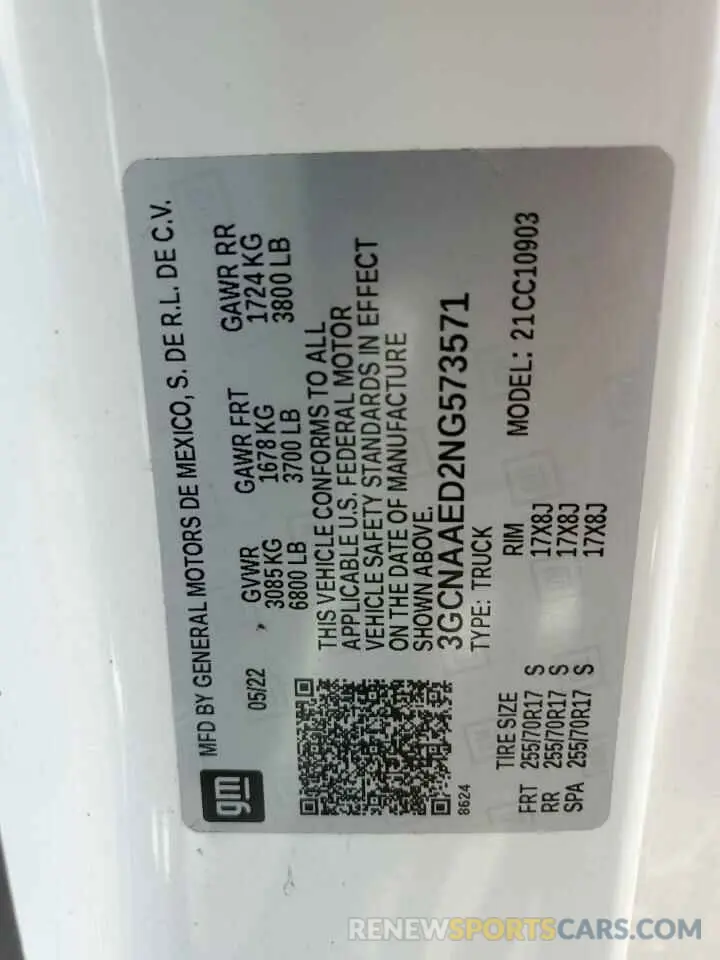 gm
MFD BY GENERAL MOTORS DE MEXICO, S. DE R.L. DE C.V.
05/22 GVWR GAWR FRT GAWR RR
3085 KG 1678 KG 1724 KG
6800 LB 3700 LB 3800 LB
THIS VEHICLE CONFORMS TO ALL
APPLICABLE U.S. FEDERAL MOTOR
VEHICLE SAFETY STANDARDS IN EFFECT
ON THE DATE OF MANUFACTURE
SHOWN ABOVE.
3GCNAAED2NG573571
8624 TYPE: TRUCK
MODEL: 21CC10903
TIRE SIZE RIM
FRT 255/70R17 S 17X8J
RR 255/70R17 S 17X8J
SPA 255/70R17 S 17X8J
RENEWSPORTSCARS.COM